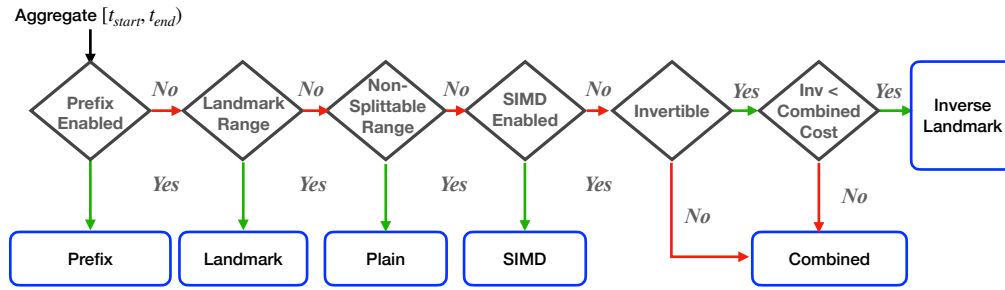 Aggregate [t_start, t_end)
Prefix
Enabled
No
Landmark
Range
No
Non-
Splittable
Range
No
SIMD
Enabled
No
Invertible
Yes
Inv <
Combined
Cost
Yes
Inverse
Landmark
Yes
Yes
Yes
Yes
No
No
Prefix
Landmark
Plain
SIMD
Combined